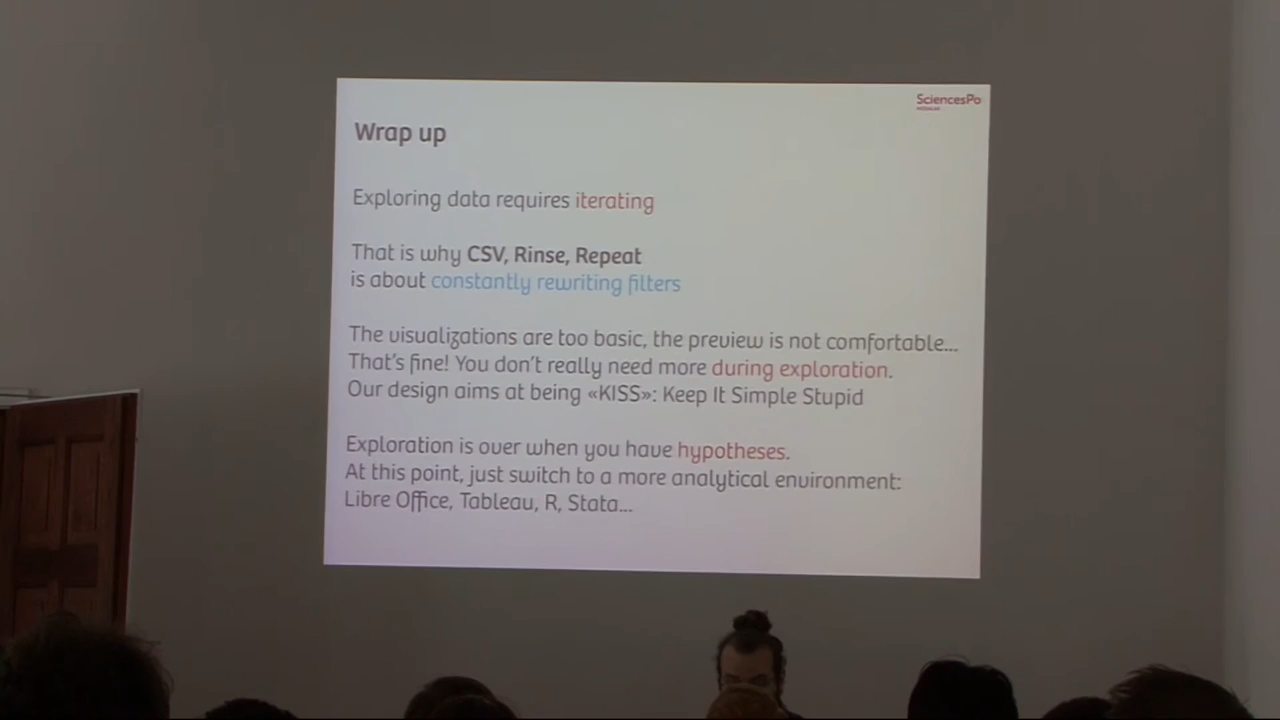 SciencesPo
Wrap up
Exploring data requires iterating
That is why CSV, Rinse, Repeat
is about constantly rewriting filters
The visualizations are too basic, the preview is not comfortable...
That's fine! You don't really need more during exploration.
Our design aims at being «KISS»: Keep It Simple Stupid
Exploration is over when you have hypotheses.
At this point, just switch to a more analytical environment:
Libre Office, Tableau, R, Stata...